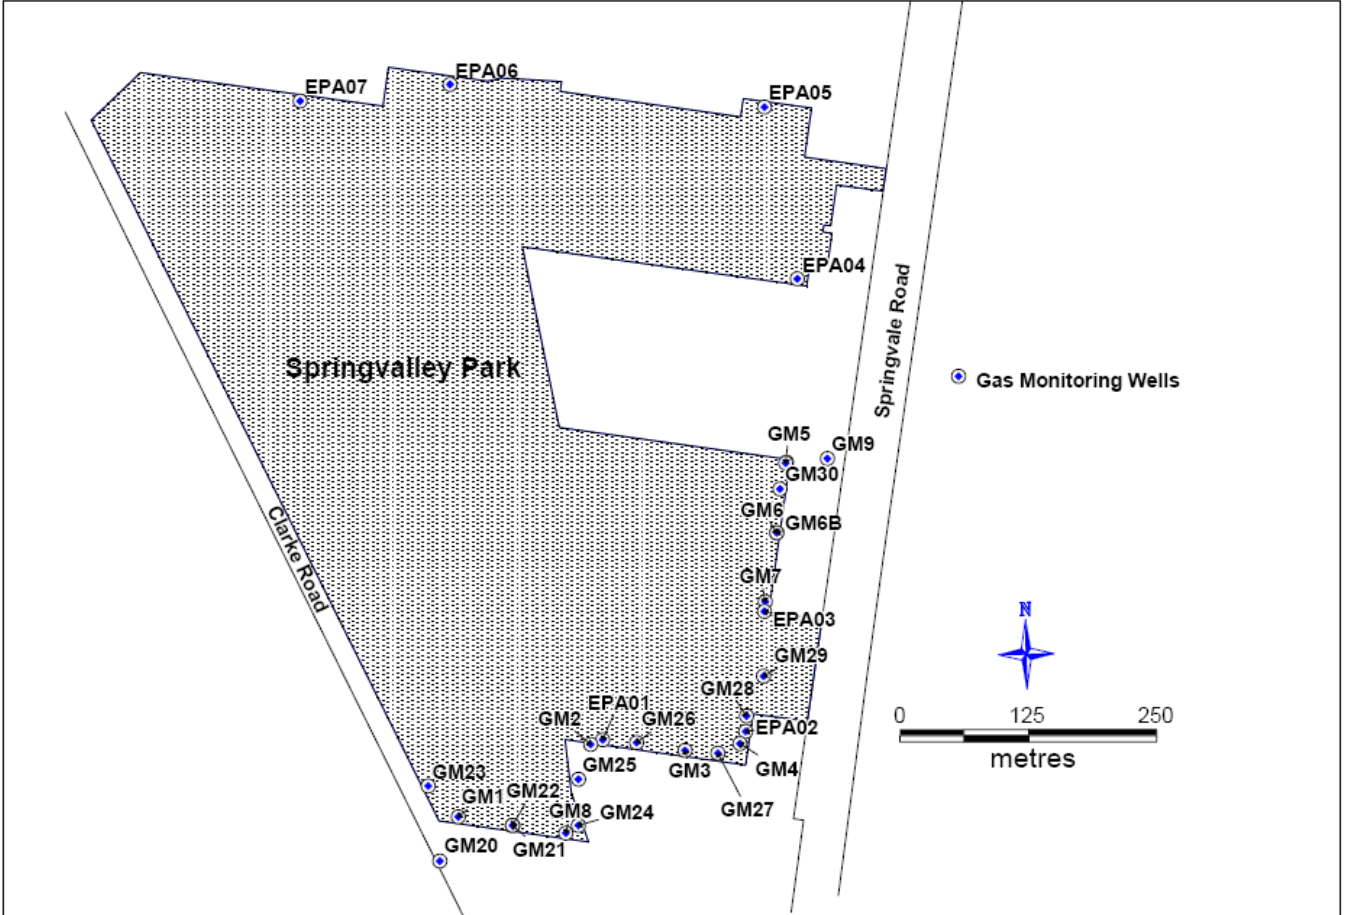 EPA07
EPA06
EPA05
EPA04
Springvale Road
Springvalley Park
Gas Monitoring Wells
GM5
GM9
GM30
GM6
GM6B
Clarke Road
GM7
EPA03
N
GM29
GM28
EPA01
GM2
GM26
EPA02
0 125 250
metres
GM25
GM3
GM4
GM23
GM1
GM22
GM8
GM24
GM27
GM20
GM21